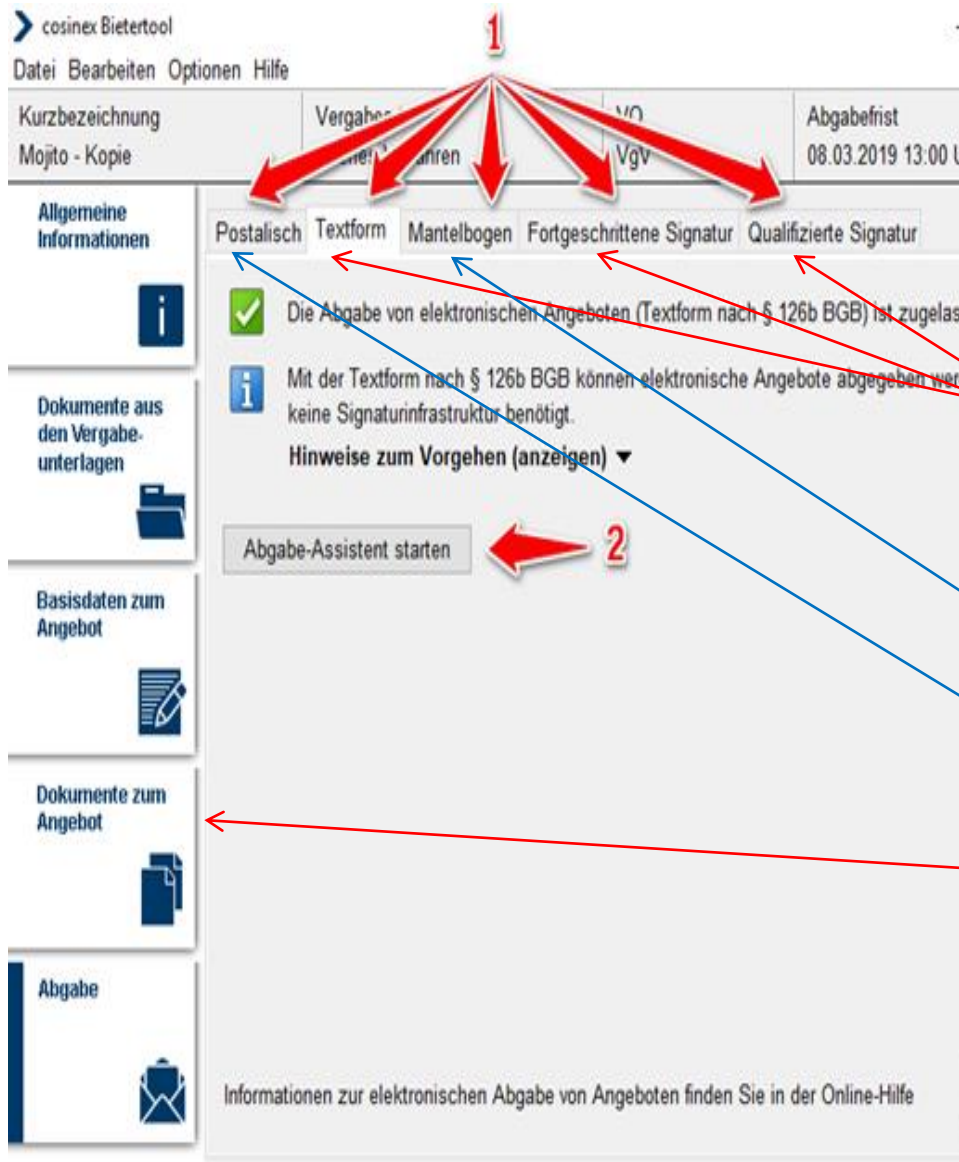 cosinex Bietertool
1
Datei Bearbeiten Optionen Hilfe
Kurzbezeichnung
VO
Abgabefrist
Mojito - Kopie
VgV
08.03.2019 13:00 U
Allgemeine
Informationen
Postalisch Textform Mantelbogen Fortgeschrittene Signatur Qualifizierte Signatur
Die Abgabe von elektronischen Angeboten (Textform nach § 126b BGB) ist zugelas
Mit der Textform nach § 126b BGB können elektronische Angebote abgegeben wer
keine Signaturinfrastruktur benötigt.
Hinweise zum Vorgehen (anzeigen)
Dokumente aus
den Vergabe-
unterlagen
Abgabe-Assistent starten
2
Basisdaten zum
Angebot
Dokumente zum
Angebot
Abgabe
Informationen zur elektronischen Abgabe von Angeboten finden Sie in der Online-Hilfe